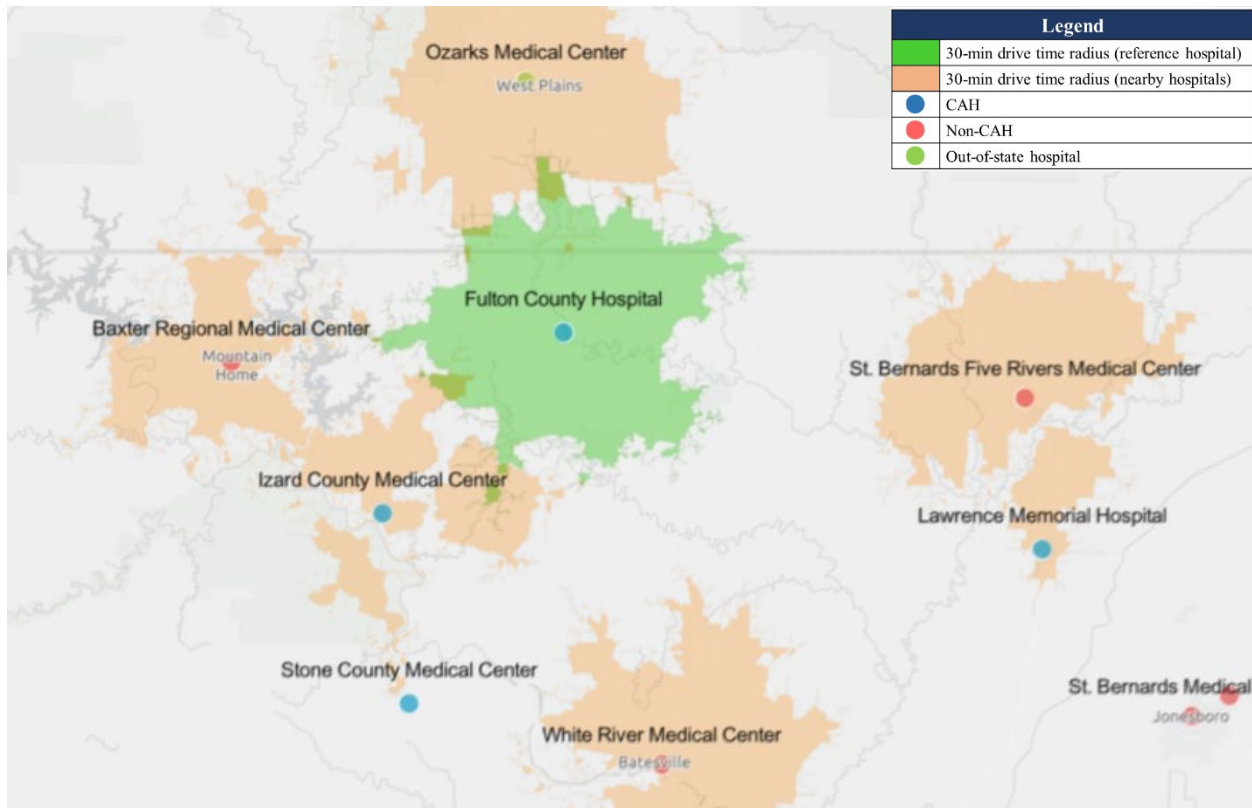 Legend
30-min drive time radius (reference hospital)
30-min drive time radius (nearby hospitals)
CAH
Non-CAH
Out-of-state hospital
Ozarks Medical Center
West Plains
Fulton County Hospital
Baxter Regional Medical Center
Mountain
Home
St. Bernards Five Rivers Medical Center
Izard County Medical Center
Lawrence Memorial Hospital
Stone County Medical Center
St. Bernards Medical
Jonesboro
White River Medical Center
Batesville